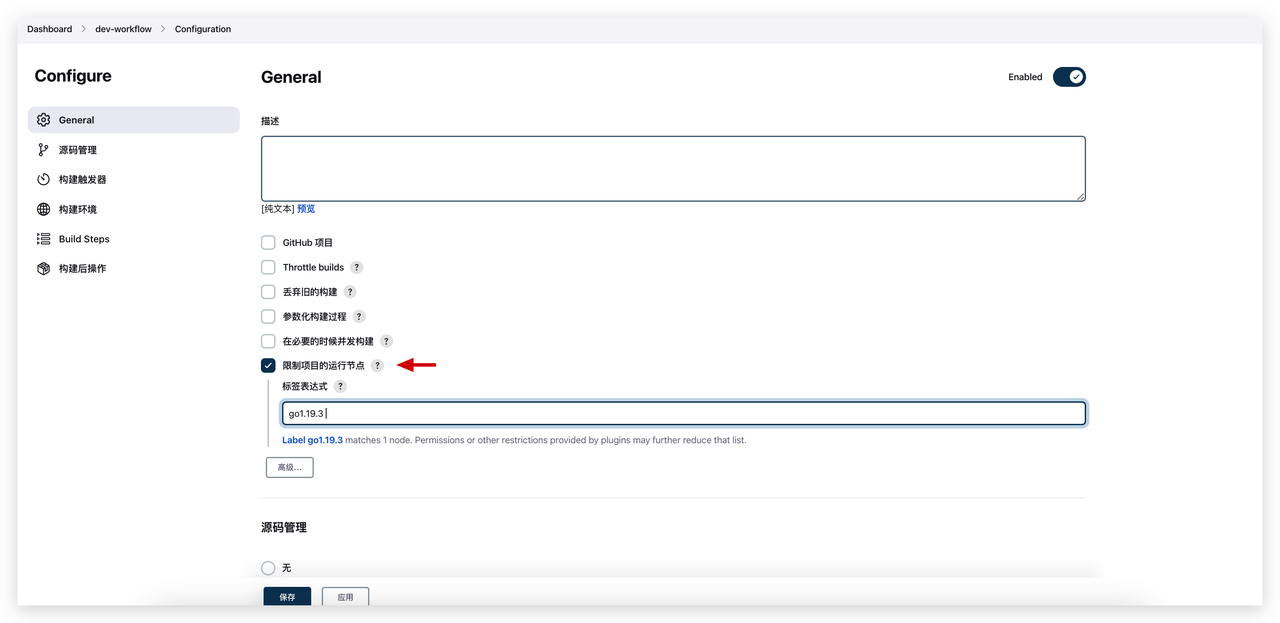 Dashboard > dev-workflow > Configuration
Configure
General
源码管理
构建触发器
构建环境
Build Steps
构建后操作
General
Enabled
描述
[纯文本] 预览
GitHub 项目
Throttle builds ?
丢弃旧的构建 ?
参数化构建过程 ?
在必要的时候并发构建 ?
限制项目的运行节点 ?
标签表达式 ?
go1.19.3
Label go1.19.3 matches 1 node. Permissions or other restrictions provided by plugins may further reduce that list.
高级...
源码管理
无
保存
应用